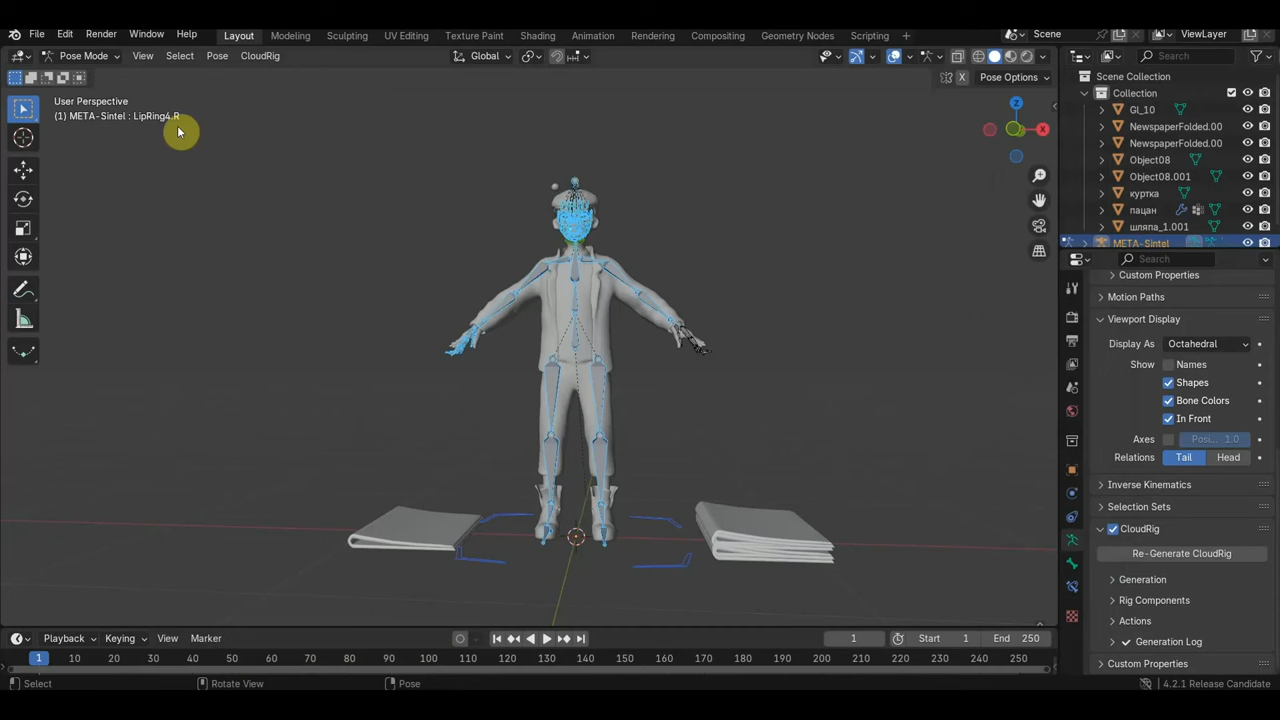 File Edit Render Window Help Layout Modeling Sculpting UV Editing Texture Paint Shading Animation Rendering Compositing Geometry Nodes Scripting Scene ViewLayer
Pose Mode View Select Pose CloudRig Global Search
X Pose Options Scene Collection
Collection
User Perspective
(1) META-Sintel : LipRing4.R
Gl_10
NewspaperFolded.00
NewspaperFolded.00
Object08
Object08.001
куртка
пацан
шляпа_1.001
META-Sintel
Z
X
Search
Custom Properties
Motion Paths
Viewport Display
Display As Octahedral
Show Names
Shapes
Bone Colors
In Front
Axes Posi... 1.0
Relations Tail Head
Inverse Kinematics
Selection Sets
CloudRig
Re-Generate CloudRig
Generation
Rig Components
Actions
Generation Log
Custom Properties
Playback Keying View Marker 1 Start 1 End 250
1 10 20 30 40 50 60 70 80 90 100 110 120 130 140 150 160 170 180 190 200 210 220 230 240 250
Select Rotate View Pose 4.2.1 Release Candidate